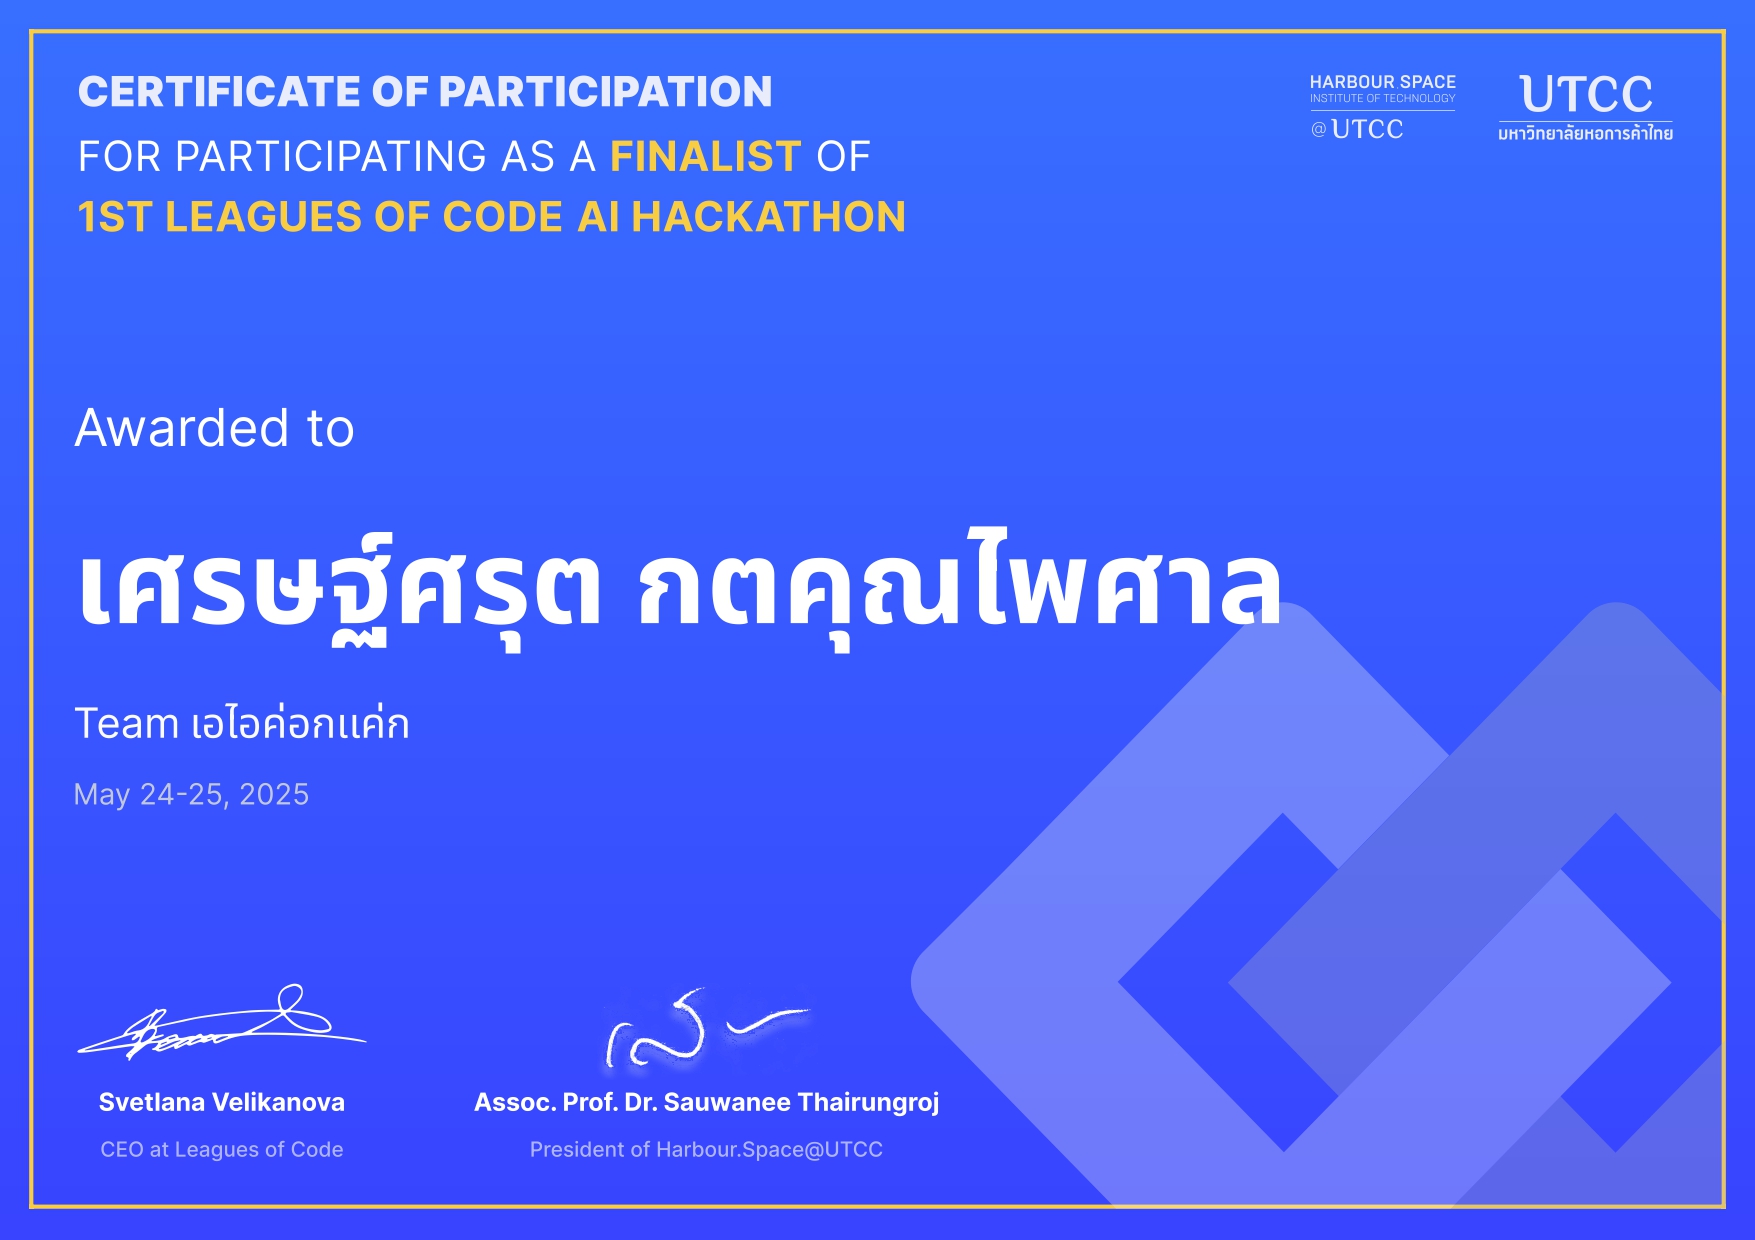 CERTIFICATE OF PARTICIPATION
FOR PARTICIPATING AS A FINALIST OF
1ST LEAGUES OF CODE AI HACKATHON
HARBOUR.SPACE
INSTITUTE OF TECHNOLOGY
@ UTCC
UTCC
มหาวิทยาลัยหอการค้าไทย
Awarded to
เศรษฐ์ศรุต กตคุณไพศาล
Team เอไอค่อกแค่ก
May 24-25, 2025
Svetlana Velikanova
CEO at Leagues of Code
Assoc. Prof. Dr. Sauwanee Thairungroj
President of Harbour.Space@UTCC